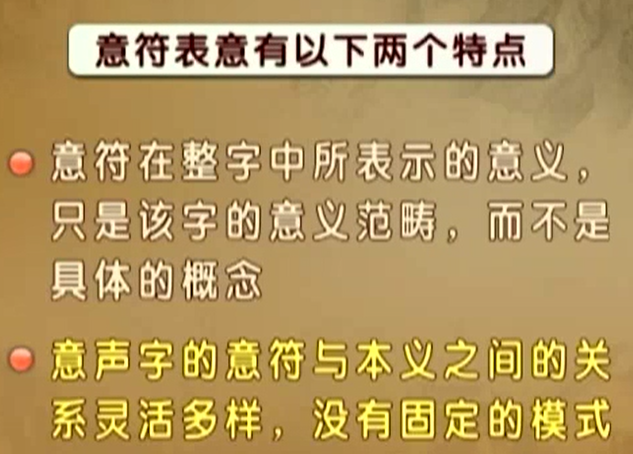 意符表意有以下两个特点
意符在整字中所表示的意义，
只是该字的意义范畴，而不是
具体的概念
意声字的意符与本义之间的关
系灵活多样，没有固定的模式